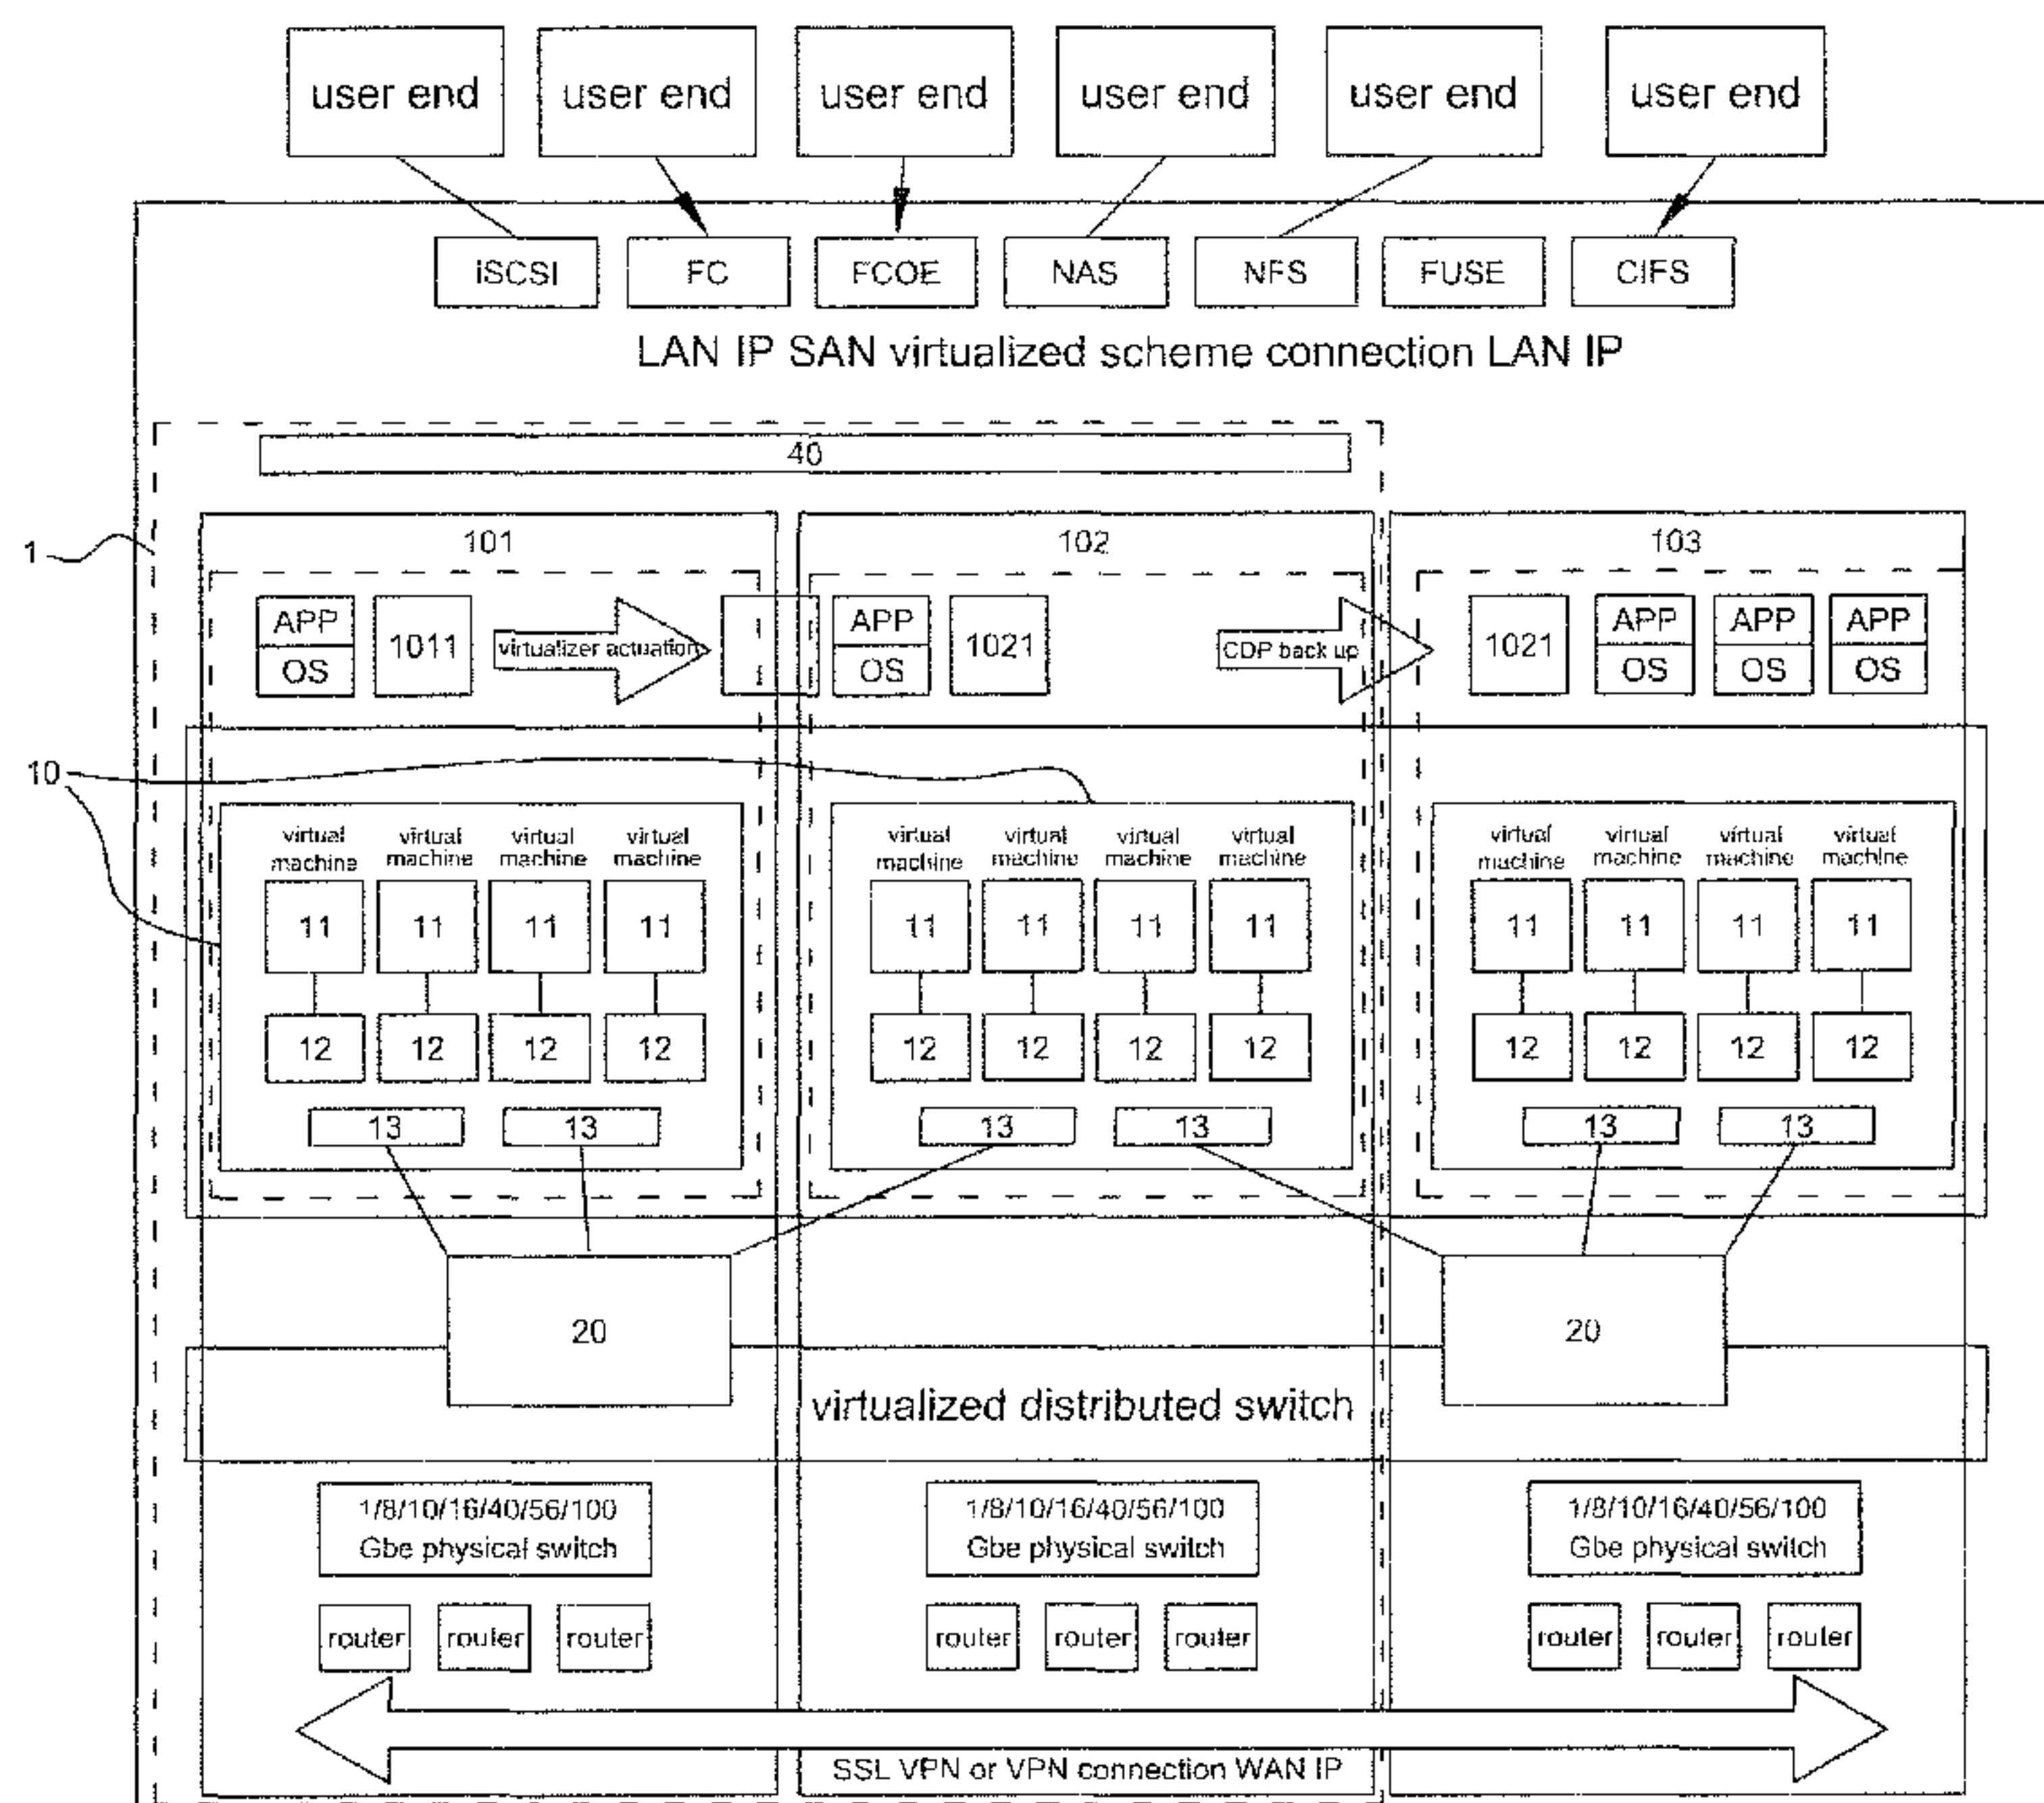 user end user end user end user end user end user end
iSCSI FC FCOE NAS NFS FUSE CIFS
LAN IP SAN virtualized scheme connection LAN IP
40
1
101 102 103
APP OS 1011 virtualizer actuation APP OS 1021 CDP back up 1021 APP OS APP OS APP OS
10
virtual machine virtual machine virtual machine virtual machine virtual machine virtual machine virtual machine virtual machine virtual machine virtual machine virtual machine virtual machine
11 11 11 11 11 11 11 11 11 11 11 11
12 12 12 12 12 12 12 12 12 12 12 12
13 13 13 13 13 13
20 20
virtualized distributed switch
1/8/10/16/40/56/100 1/8/10/16/40/56/100 1/8/10/16/40/56/100
Gbe physical switch Gbe physical switch Gbe physical switch
router router router router router router router router router
SSL VPN or VPN connection WAN IP